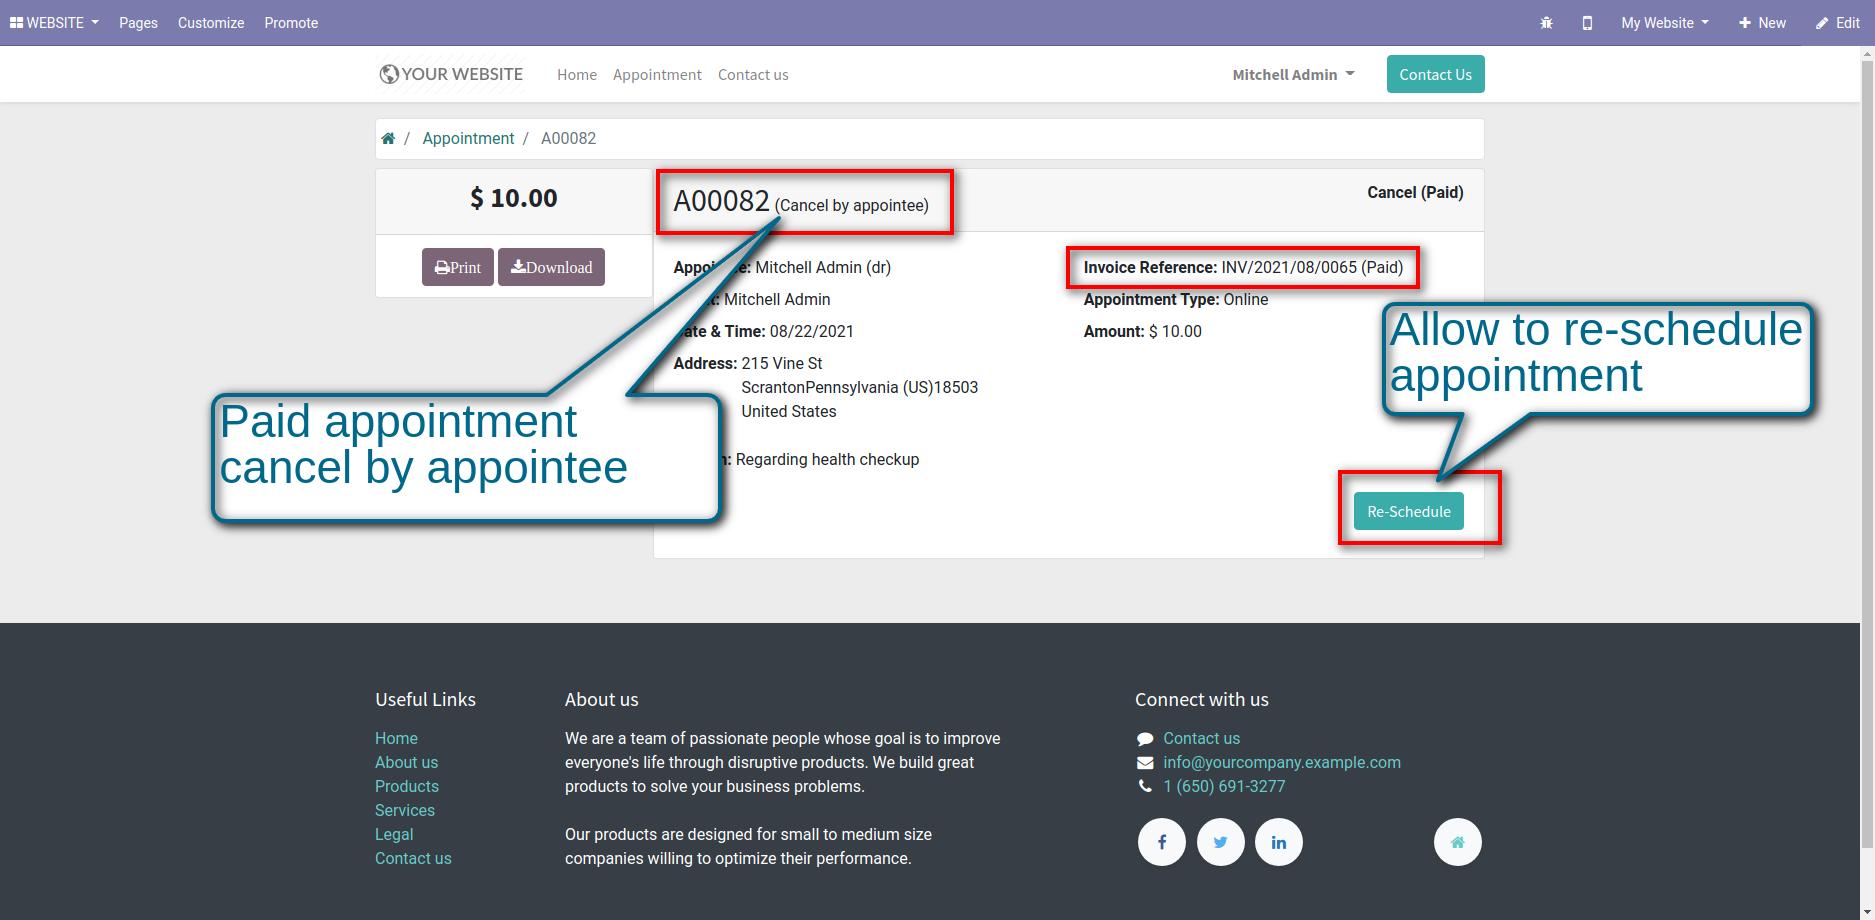 WEBSITE Pages Customize Promote My Website New Edit
YOUR WEBSITE Home Appointment Contact us Mitchell Admin Contact Us
/ Appointment / A00082
$ 10.00
Print Download
A00082 (Cancel by appointee) Cancel (Paid)
Mitchell Admin (dr)
Mitchell Admin
& Time: 08/22/2021
Address: 215 Vine St
ScrantonPennsylvania (US)18503
United States
Regarding health checkup
Invoice Reference: INV/2021/08/0065 (Paid)
Appointment Type: Online
Amount: $ 10.00
Re-Schedule
Paid appointment
cancel by appointee
Allow to re-schedule
appointment
Useful Links
Home
About us
Products
Services
Legal
Contact us
About us
We are a team of passionate people whose goal is to improve
everyone's life through disruptive products. We build great
products to solve your business problems.
Our products are designed for small to medium size
companies willing to optimize their performance.
Connect with us
Contact us
info@yourcompany.example.com
1 (650) 691-3277